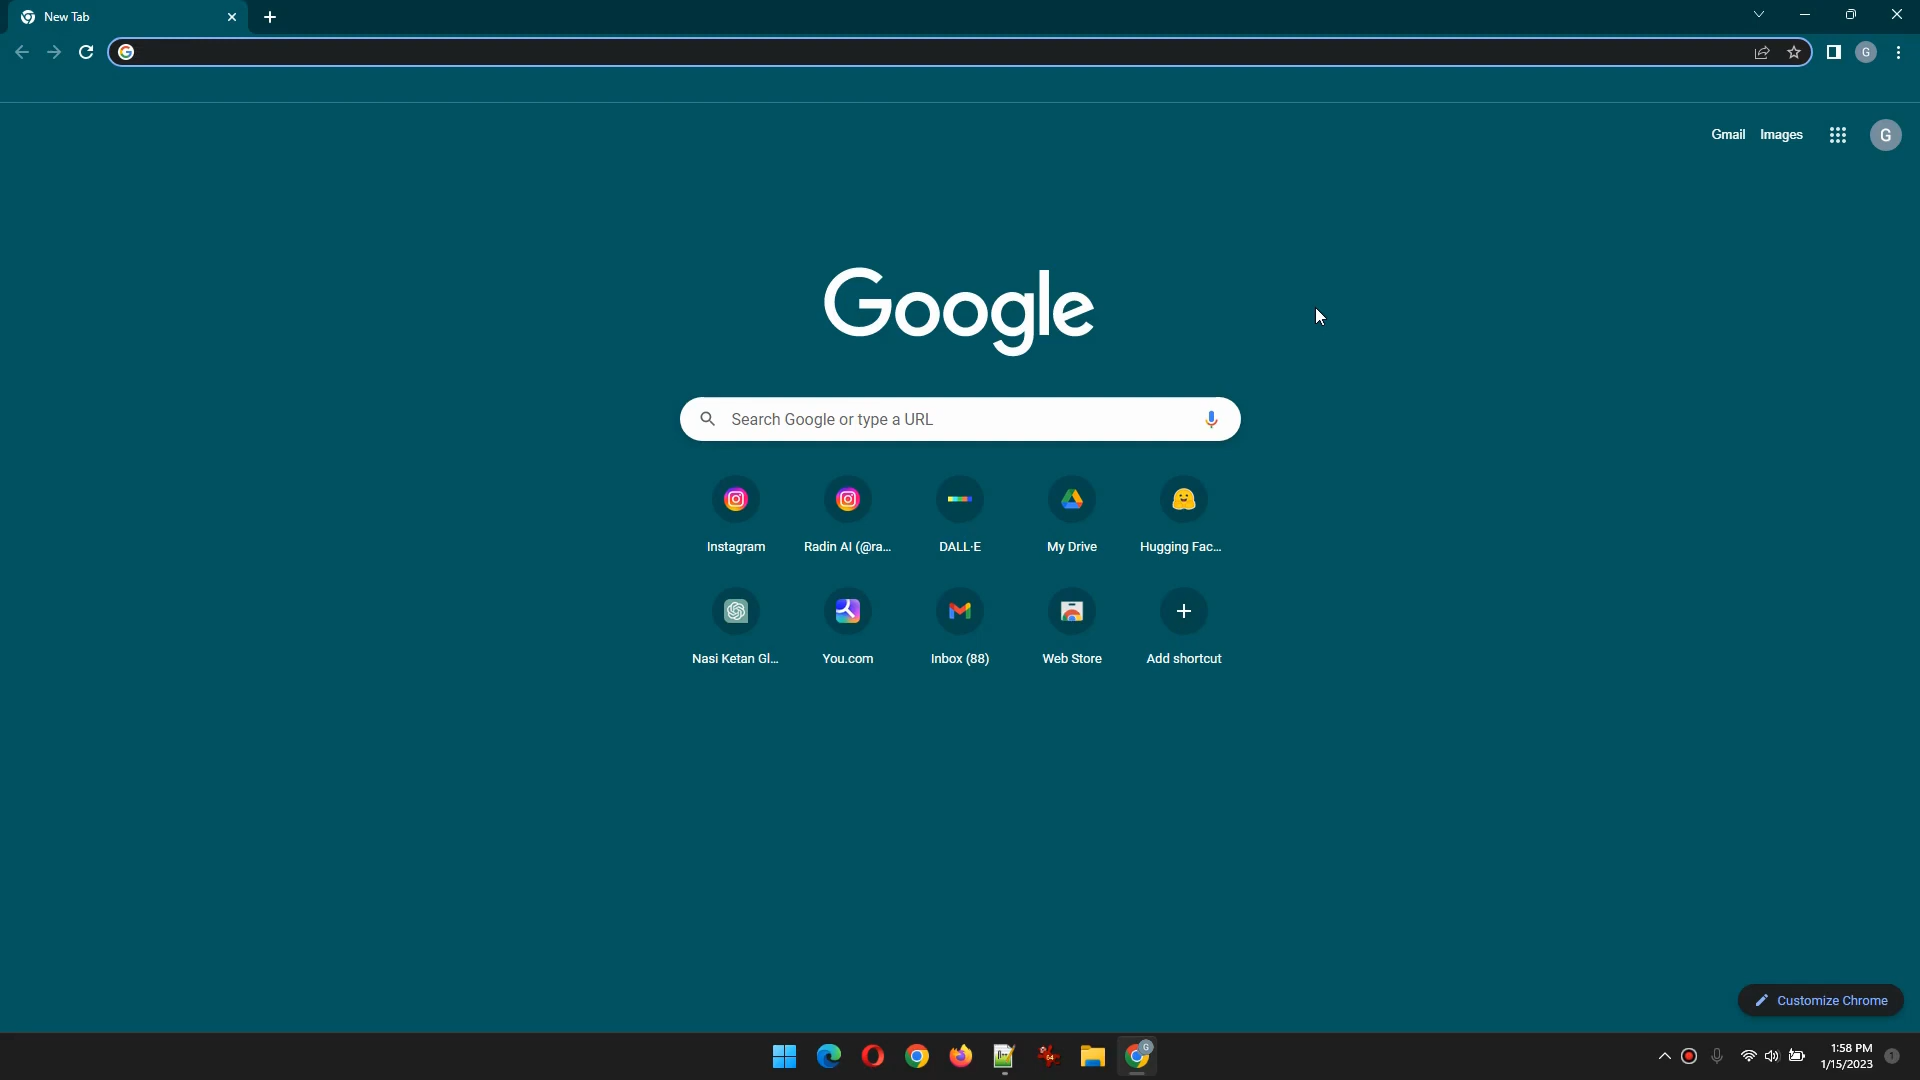 New Tab
G
Gmail Images G
Google
Search Google or type a URL
Instagram Radin AI (@ra... DALL·E My Drive Hugging Fac...
Nasi Ketan Gl... You.com Inbox (88) Web Store Add shortcut
Customize Chrome
G
64
1:58 PM
1/15/2023
1